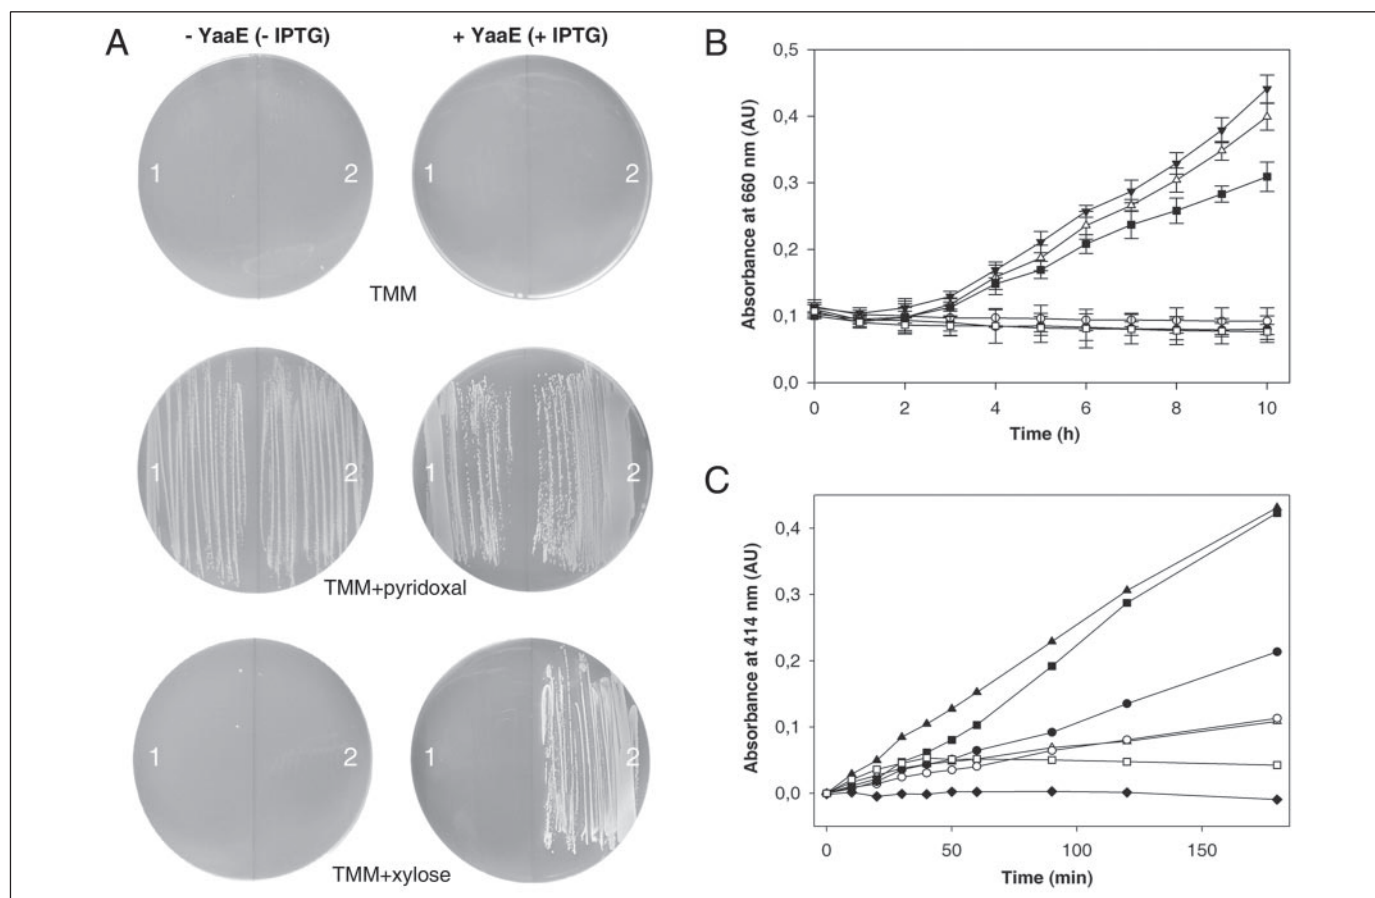 A
- YaaE (- IPTG)
+ YaaE (+ IPTG)
1
2
1
2
TMM
1
2
1
2
TMM+pyridoxal
1
2
1
2
TMM+xylose
B
Absorbance at 660 nm (AU)
0,5
0,4
0,3
0,2
0,1
0,0
0 2 4 6 8 10
Time (h)
C
Absorbance at 414 nm (AU)
0,4
0,3
0,2
0,1
0,0
0 50 100 150
Time (min)